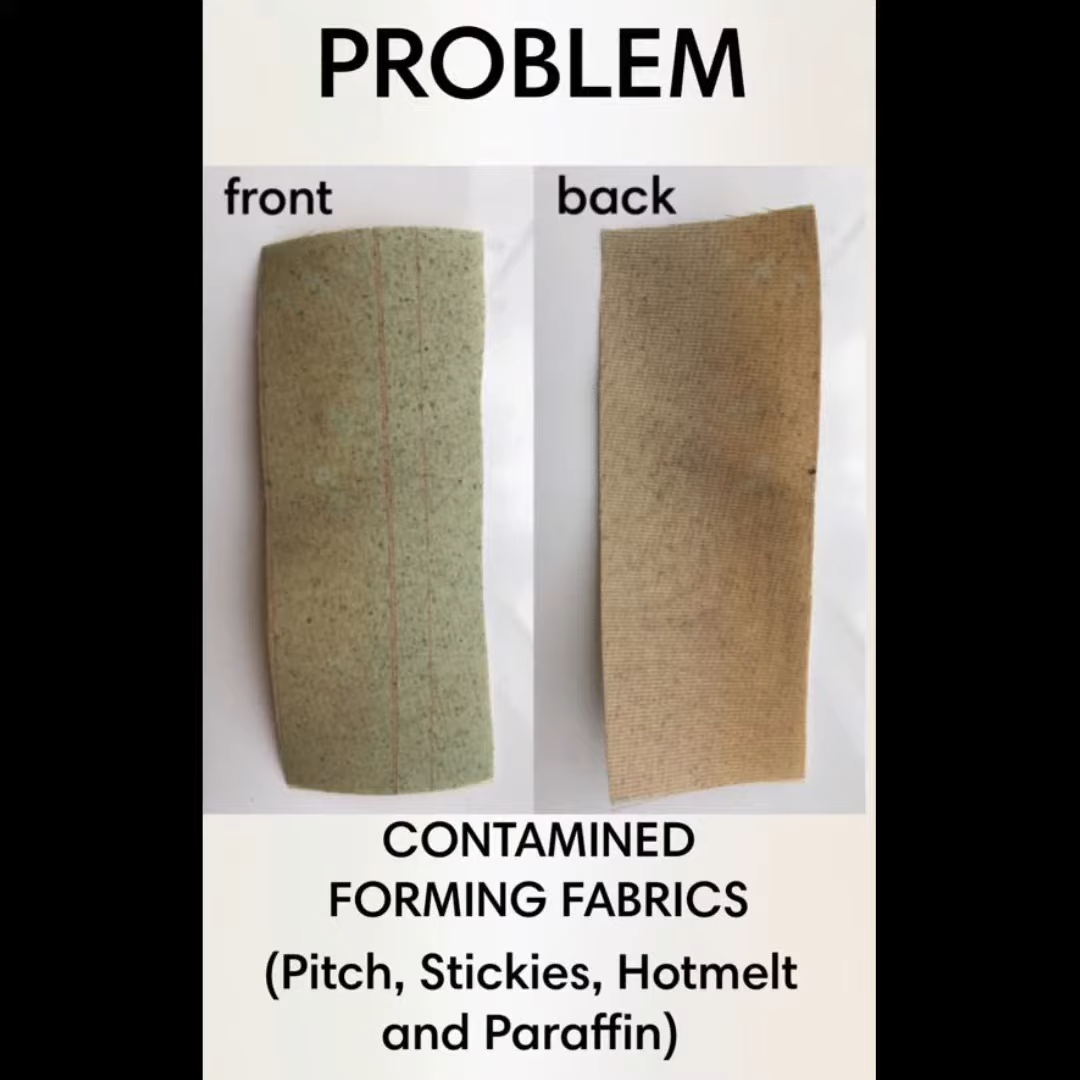 PROBLEM
front
back
CONTAMINED
FORMING FABRICS
(Pitch, Stickies, Hotmelt
and Paraffin)